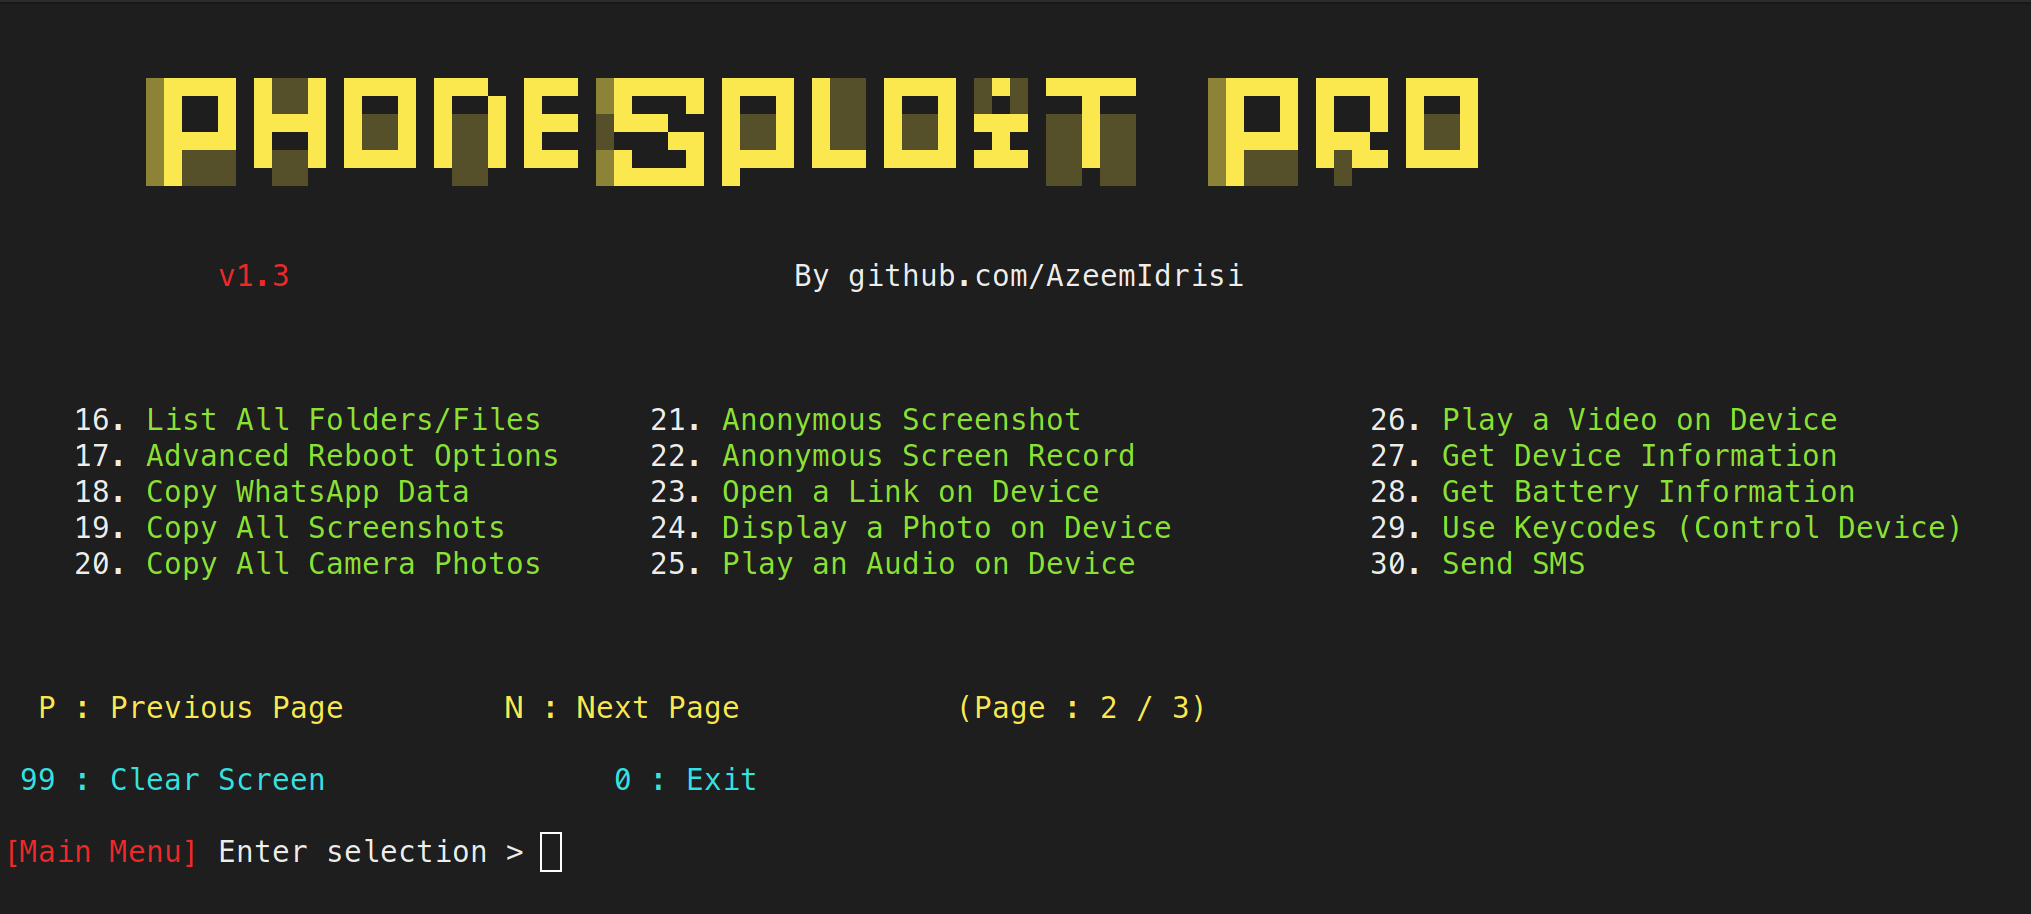 PHONESPLOIT PRO
v1.3 By github.com/AzeemIdrisi
16. List All Folders/Files 21. Anonymous Screenshot 26. Play a Video on Device
17. Advanced Reboot Options 22. Anonymous Screen Record 27. Get Device Information
18. Copy WhatsApp Data 23. Open a Link on Device 28. Get Battery Information
19. Copy All Screenshots 24. Display a Photo on Device 29. Use Keycodes (Control Device)
20. Copy All Camera Photos 25. Play an Audio on Device 30. Send SMS
P : Previous Page N : Next Page (Page : 2 / 3)
99 : Clear Screen 0 : Exit
[Main Menu] Enter selection >